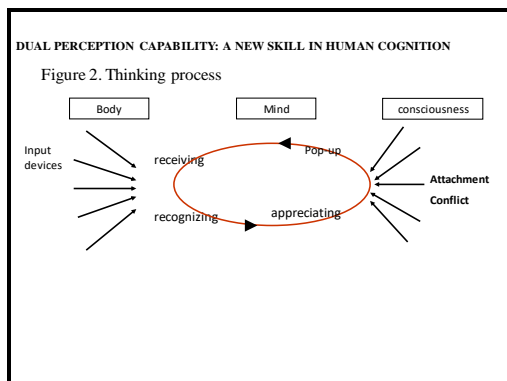 DUAL PERCEPTION CAPABILITY: A NEW SKILL IN HUMAN COGNITION
Figure 2. Thinking process
Body
Mind
consciousness
Input
devices
receiving
Pop-up
recognizing
appreciating
Attachment
Conflict